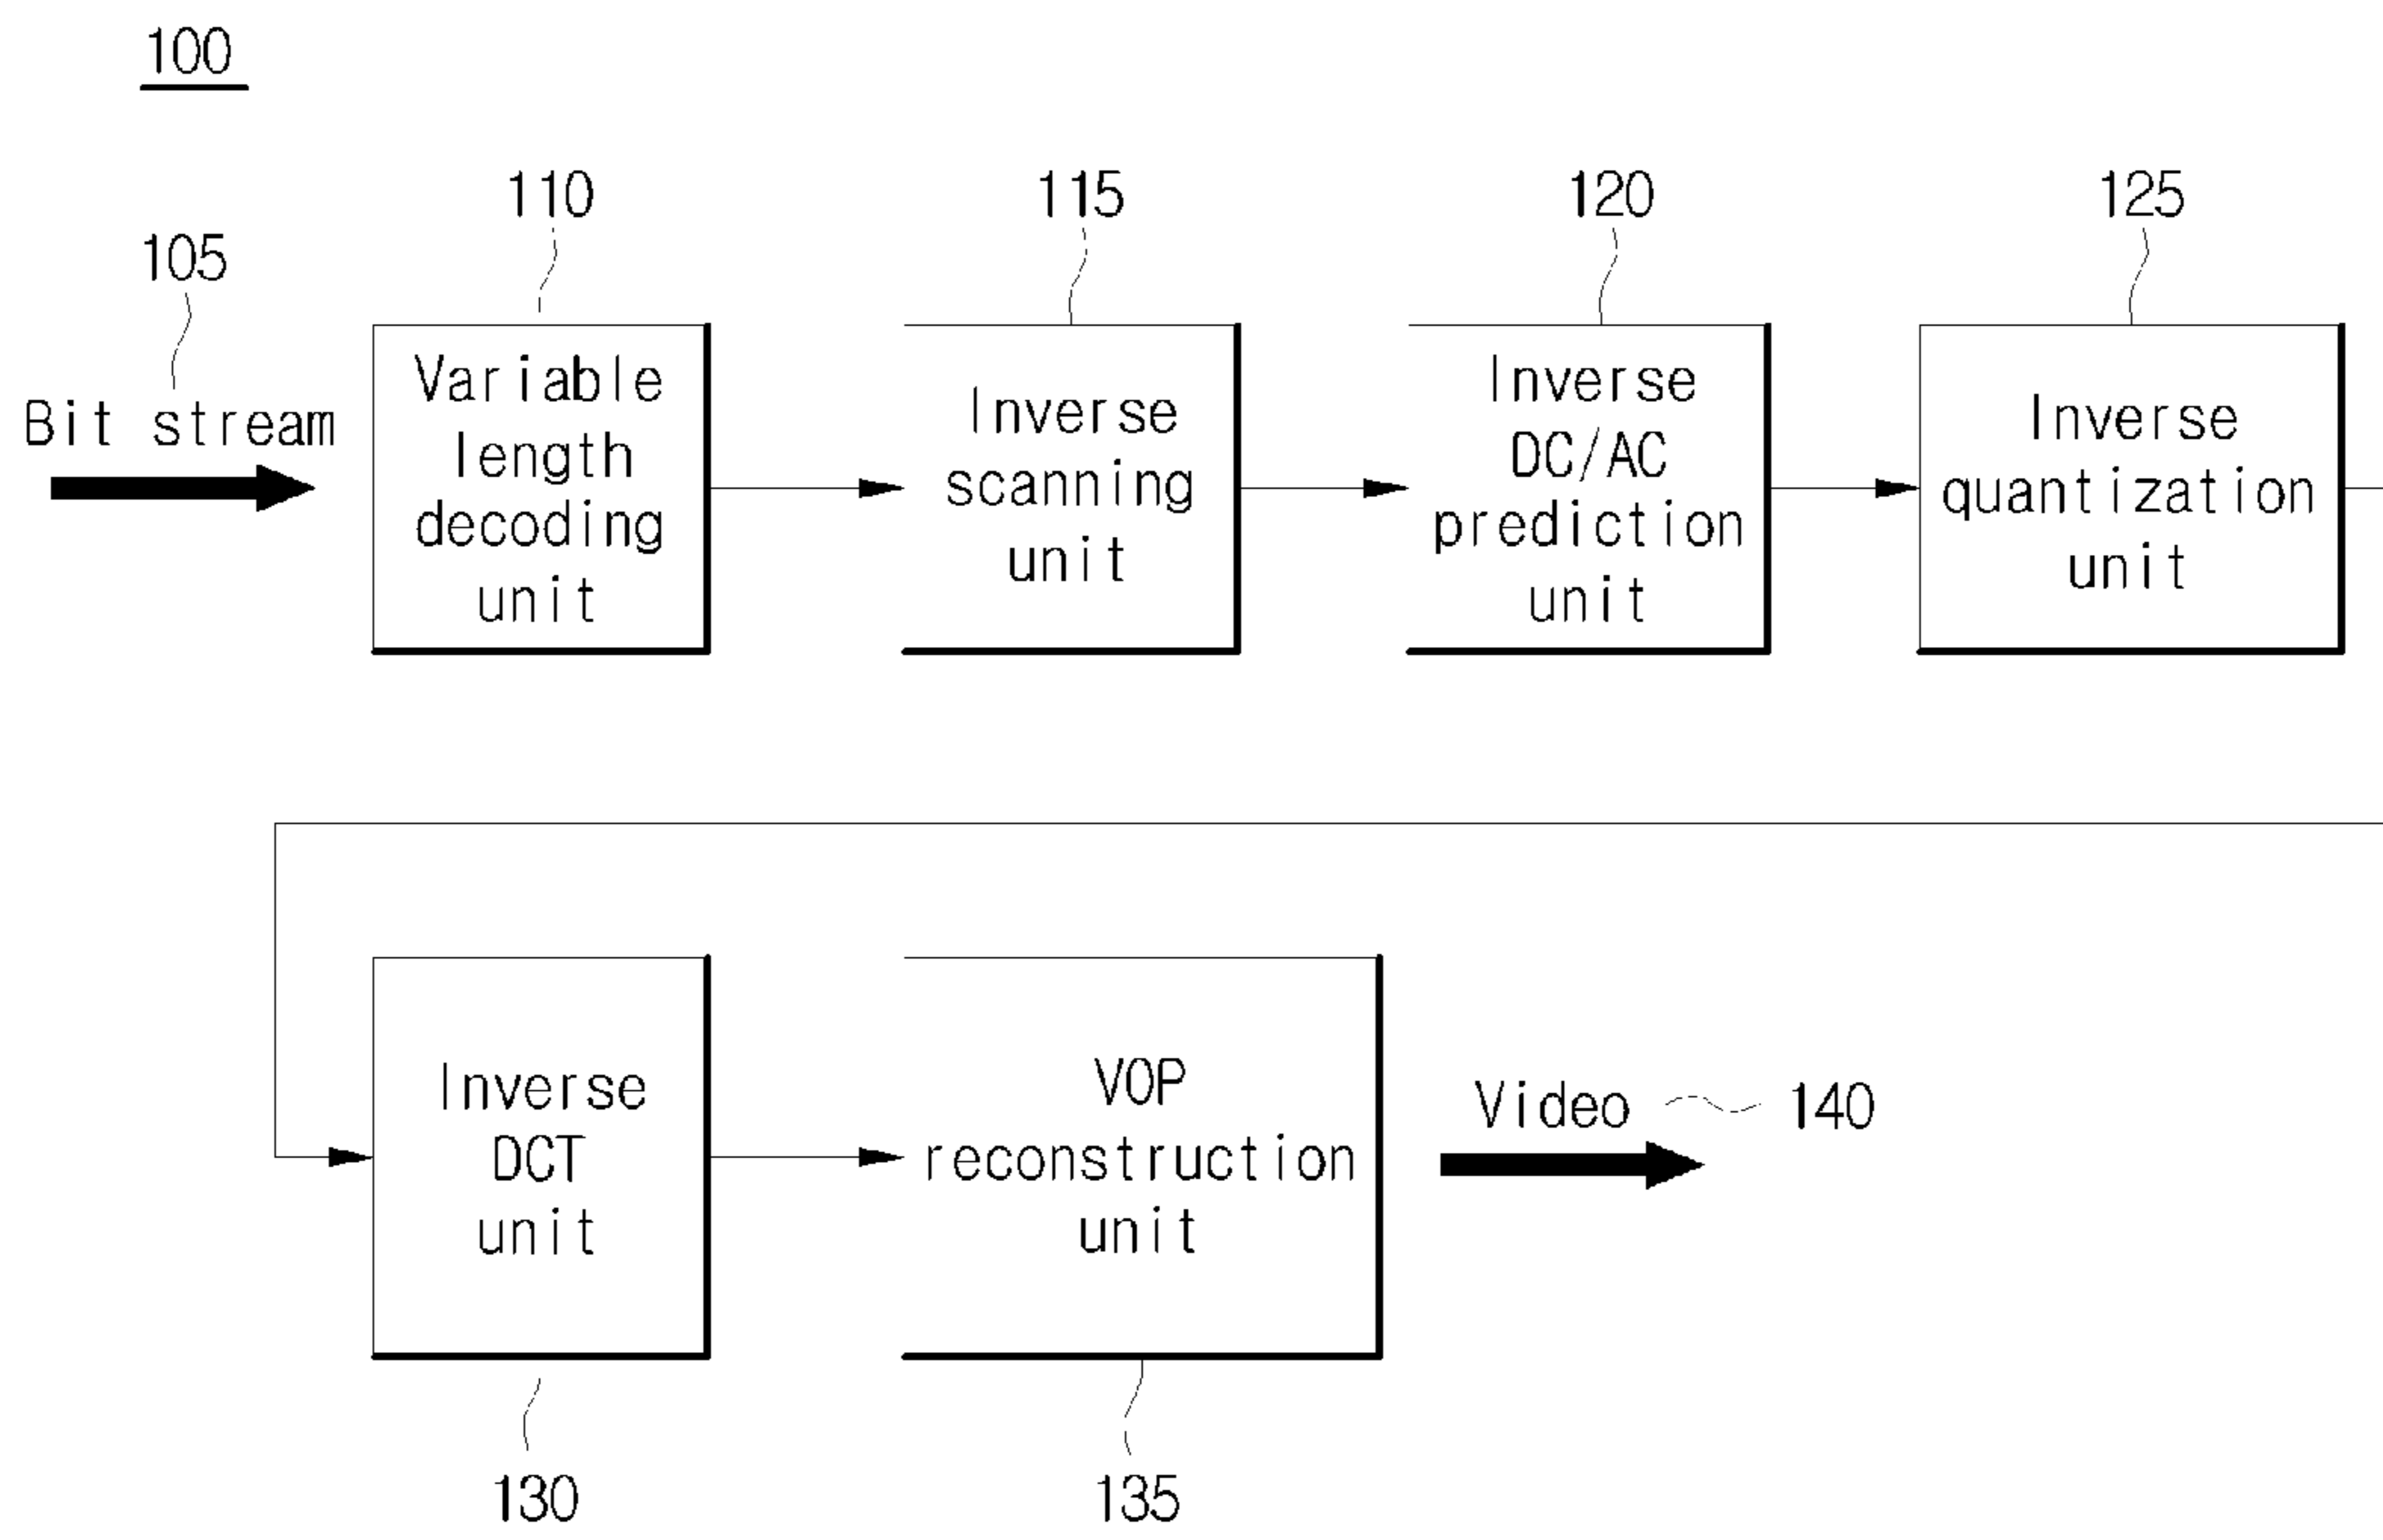 100
105
110
115
120
125
Bit stream
Variable
length
decoding
unit
Inverse
scanning
unit
Inverse
DC/AC
prediction
unit
Inverse
quantization
unit
Inverse
DCT
unit
VOP
reconstruction
unit
Video
140
130
135